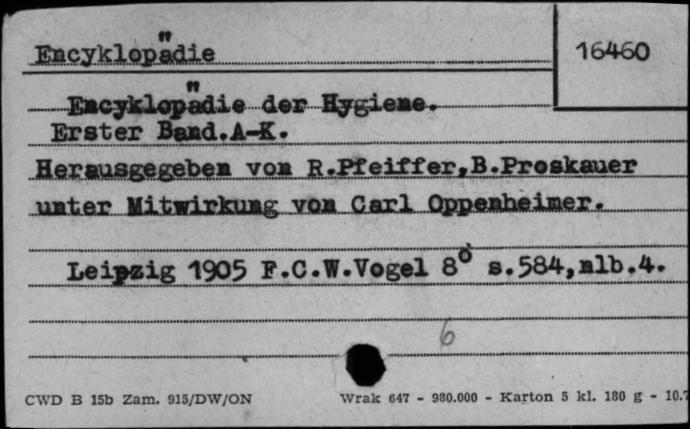 Encyklopädie
16460
Encyklopädie der Hygiene.
Erster Band.A-K.
Herausgegeben von R.Pfeiffer,B.Proskauer
unter Mitwirkung von Carl Oppenheimer.
Leipzig 1905 F.C.W.Vogel 8° s.584,nlb.4.
6
CWD B 15b Zam. 915/DW/ON
Wrak 647 - 980.000 - Karton 5 kl. 180 g - 10.7